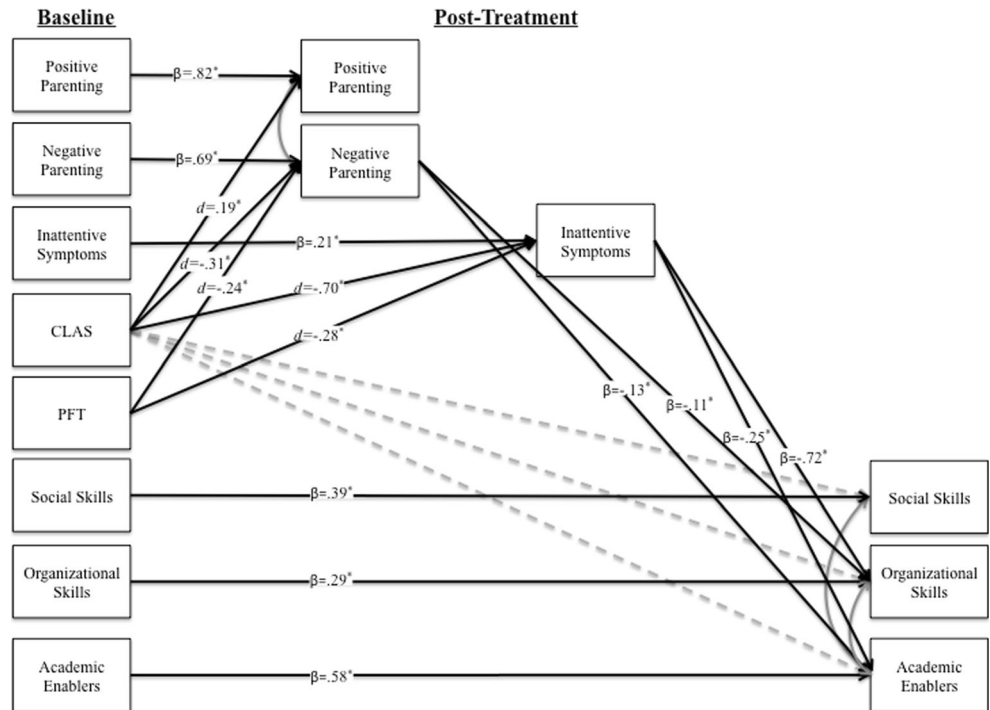 Baseline
Post-Treatment
Positive
Parenting
β=.82*
Positive
Parenting
Negative
Parenting
β=.69*
Negative
Parenting
d=.19*
Inattentive
Symptoms
β=.21*
Inattentive
Symptoms
d=-.31*
d=-.24*
d=-.70*
CLAS
d=-.28*
PFT
β=-.13*
β=-.11*
β=-.25*
β=-.72*
Social Skills
β=.39*
Social Skills
Organizational
Skills
β=.29*
Organizational
Skills
Academic
Enablers
β=.58*
Academic
Enablers